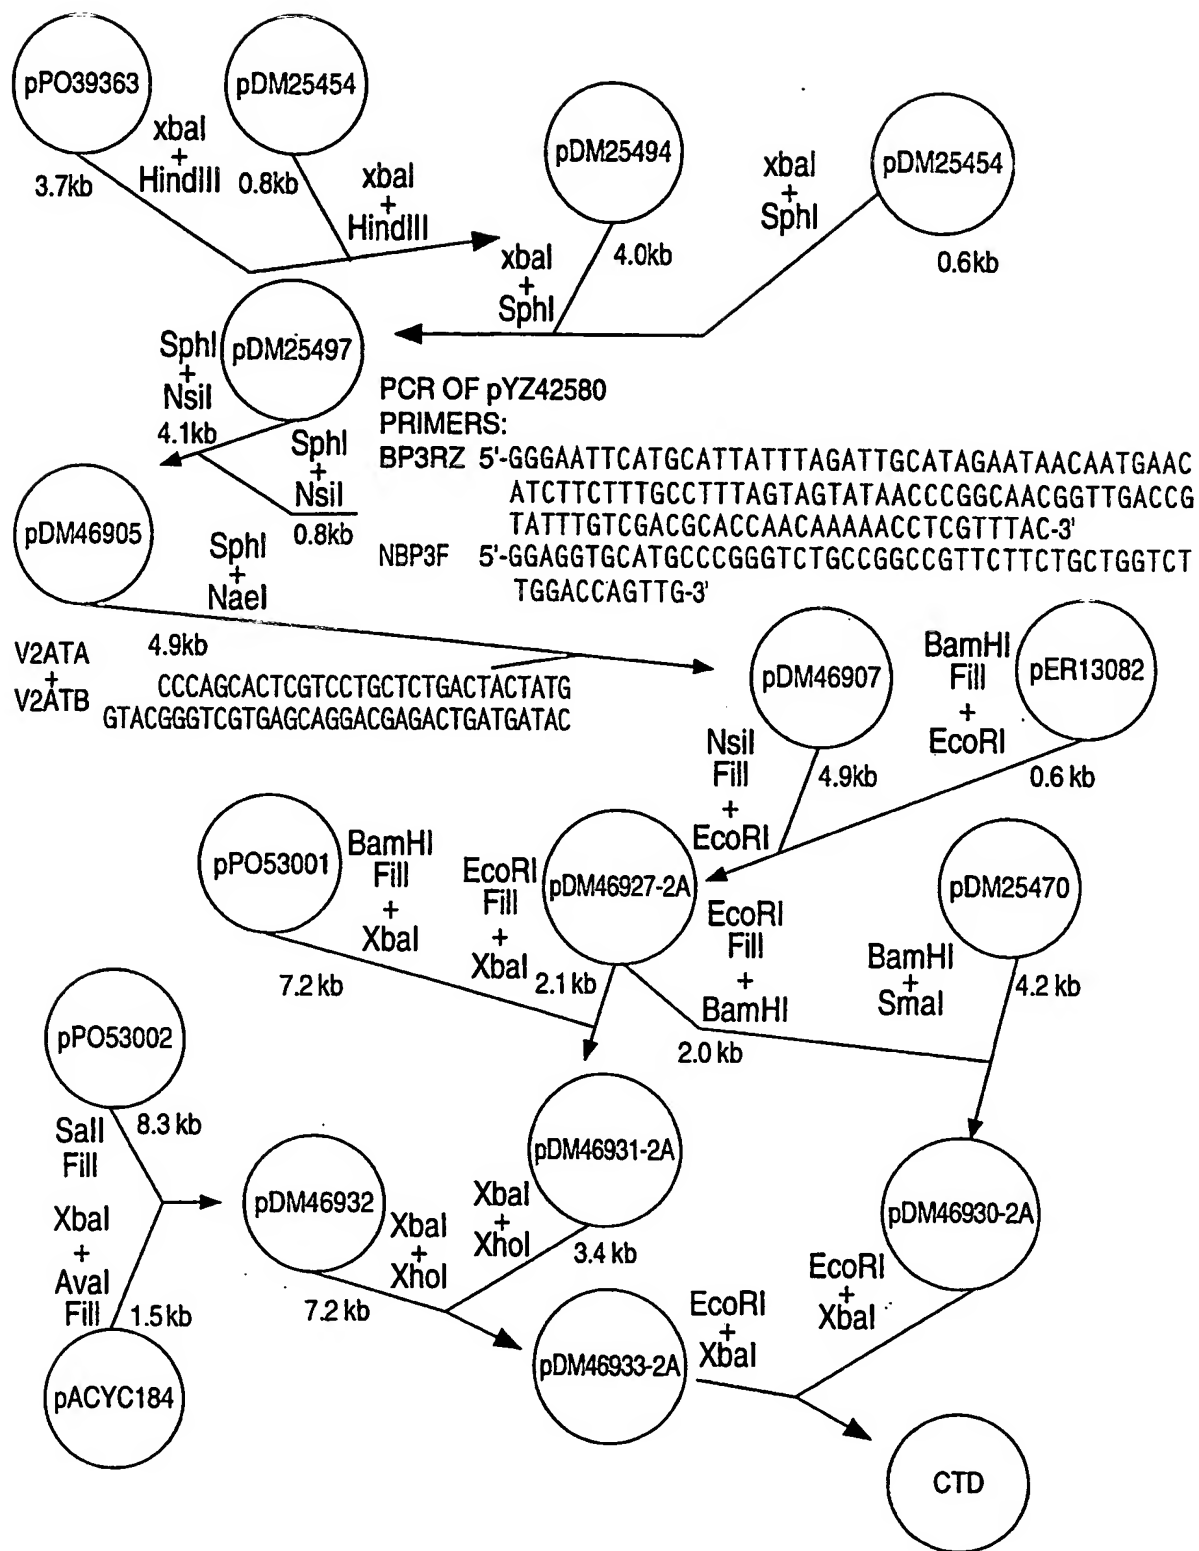 pPO39363
pDM25454
xbaI
+
HindIII
3.7kb
0.8kb
xbaI
+
HindIII
pDM25494
xbaI
+
SphI
pDM25454
4.0kb
0.6kb
xbaI
+
SphI
SphI
+
NsiI
pDM25497
4.1kb
SphI
+
NsiI
0.8kb
PCR OF pYZ42580
PRIMERS:
BP3RZ 5'-GGGAATTCATGCATTATTTAGATTGCATAGAATAACAATGAAC
ATCTTCTTTGCCTTTAGTAGTATAACCCGGCAACGGTTGACCG
TATTTGTCGACGCACCAACAAAAACCTCGTTTAC-3'
NBP3F 5'-GGAGGTGCATGCCCGGGTCTGCCGGCCGTTCTTCTGCTGGTCT
TGGACCAGTTG-3'
pDM46905
SphI
+
NaeI
4.9kb
V2ATA
+
V2ATB
CCCAGCACTCGTCCTGCTCTGACTACTATG
GTACGGGTCGTGAGCAGGACGAGACTGATGATAC
pDM46907
BamHI
Fill
+
EcoRI
pER13082
NsiI
Fill
+
EcoRI
4.9kb
0.6 kb
pPO53001
BamHI
Fill
+
XbaI
EcoRI
Fill
+
XbaI
pDM46927-2A
EcoRI
Fill
+
BamHI
pDM25470
BamHI
+
SmaI
7.2 kb
2.1kb
4.2 kb
2.0 kb
pPO53002
8.3 kb
SalI
Fill
XbaI
+
AvaI
Fill
1.5kb
pACYC184
pDM46932
XbaI
+
XhoI
XbaI
+
XhoI
pDM46931-2A
3.4 kb
7.2 kb
pDM46930-2A
EcoRI
+
XbaI
pDM46933-2A
EcoRI
+
XbaI
CTD